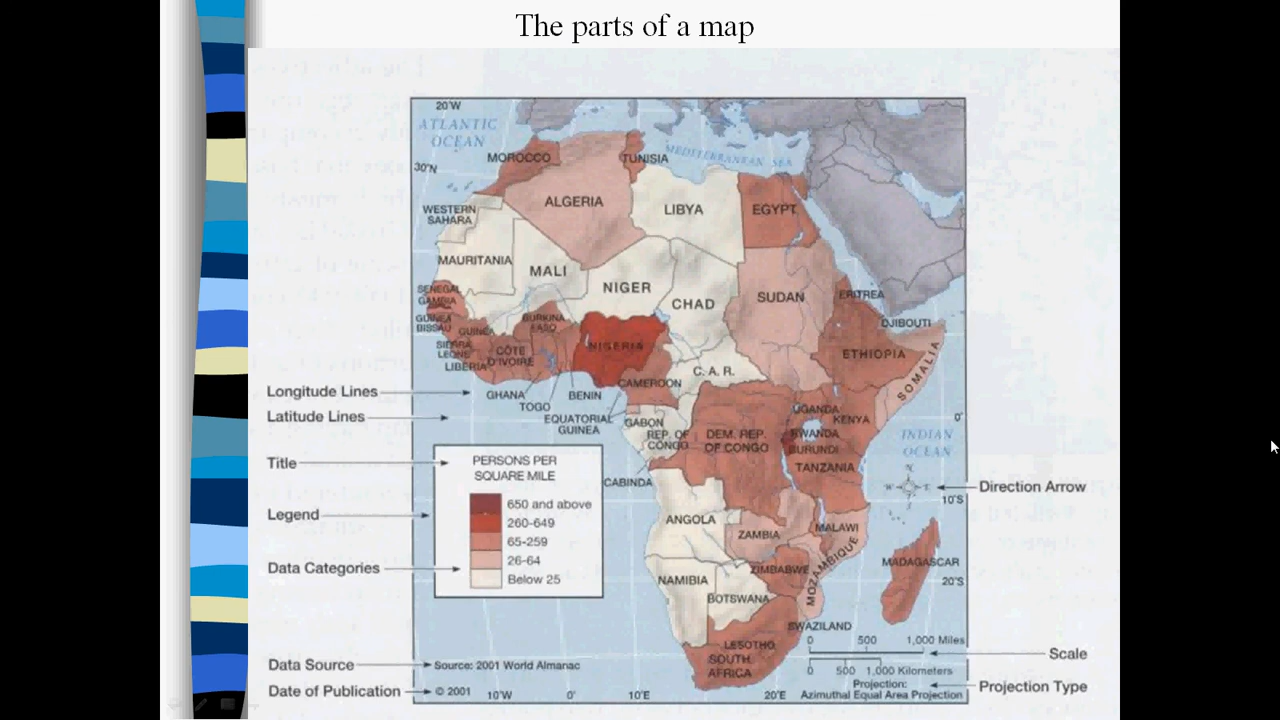 The parts of a map
20°W
ATLANTIC
OCEAN
30°N
MOROCCO
TUNISIA
MEDITERRANEAN SEA
ALGERIA
LIBYA
EGYPT
WESTERN
SAHARA
MAURITANIA
MALI
NIGER
CHAD
SUDAN
ERITREA
DJIBOUTI
SENEGAL
GAMBIA
GUINEA
BISSAU
GUINEA
BURKINA
FASO
SIERRA
LEONE
LIBERIA
CÔTE
D'IVOIRE
NIGERIA
ETHIOPIA
SOMALIA
C. A. R.
CAMEROON
GHANA
TOGO
BENIN
EQUATORIAL
GUINEA
GABON
REP. OF
CONGO
DEM. REP.
OF CONGO
UGANDA
KENYA
0°
RWANDA
BURUNDI
TANZANIA
INDIAN
OCEAN
N
W
E
S
10°S
CABINDA
ANGOLA
ZAMBIA
MALAWI
MOZAMBIQUE
ZIMBABWE
MADAGASCAR
20°S
NAMIBIA
BOTSWANA
SWAZILAND
LESOTHO
SOUTH
AFRICA
Longitude Lines
Latitude Lines
Title
PERSONS PER
SQUARE MILE
Legend
650 and above
260-649
65-259
26-64
Below 25
Data Categories
Direction Arrow
0 500 1,000 Miles
0 500 1,000 Kilometers
Scale
Data Source
Source: 2001 World Almanac
Date of Publication
© 2001
10°W
0°
10°E
20°E
Projection:
Azimuthal Equal Area Projection
Projection Type